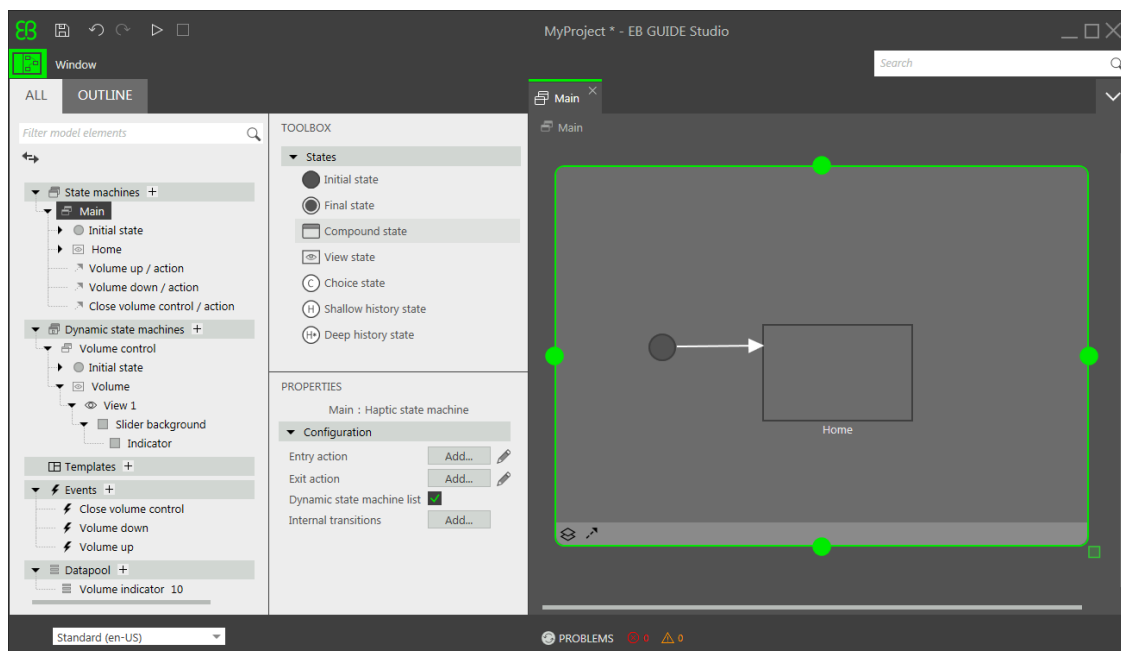 EB
MyProject * - EB GUIDE Studio
Window
Search
ALL
OUTLINE
Filter model elements
State machines +
Main
Initial state
Home
Volume up / action
Volume down / action
Close volume control / action
Dynamic state machines +
Volume control
Initial state
Volume
View 1
Slider background
Indicator
Templates +
Events +
Close volume control
Volume down
Volume up
Datapool +
Volume indicator 10
TOOLBOX
States
Initial state
Final state
Compound state
View state
C Choice state
H Shallow history state
H Deep history state
PROPERTIES
Main : Haptic state machine
Configuration
Entry action Add...
Exit action Add...
Dynamic state machine list
Internal transitions Add...
Main
Main
Home
Standard (en-US)
PROBLEMS 0 0